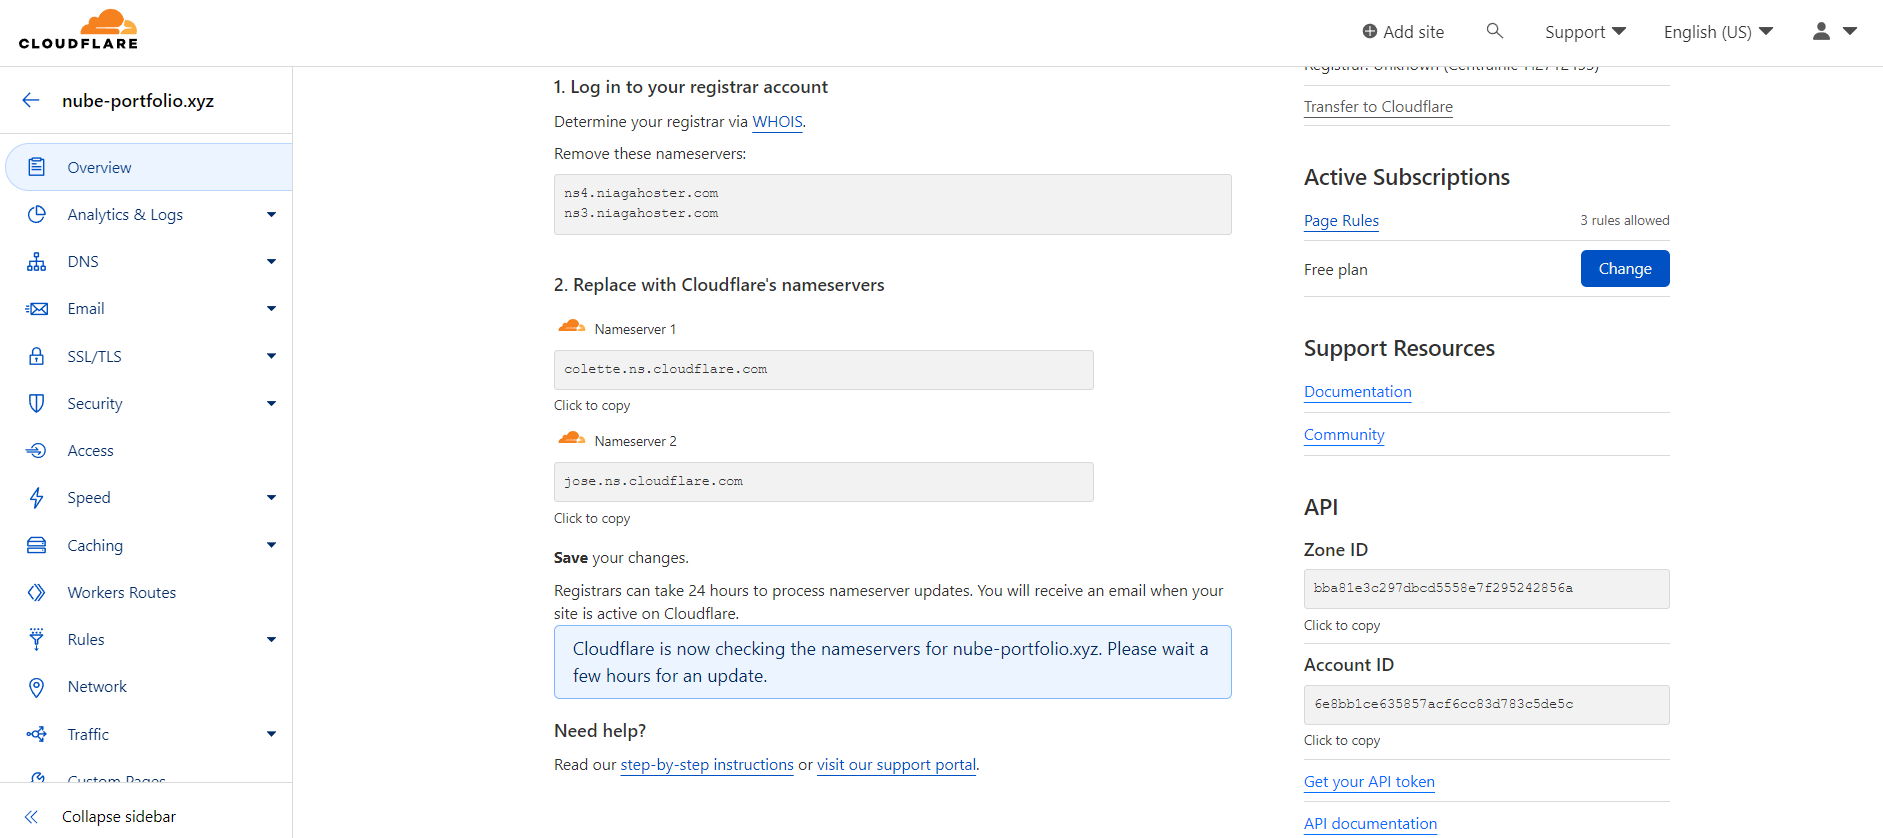 CLOUDFLARE
Add site
Support
English (US)
nube-portfolio.xyz
Overview
Analytics & Logs
DNS
Email
SSL/TLS
Security
Access
Speed
Caching
Workers Routes
Rules
Network
Traffic
Custom Pages
Collapse sidebar
1. Log in to your registrar account
Determine your registrar via WHOIS.
Remove these nameservers:
ns4.niagahoster.com
ns3.niagahoster.com
2. Replace with Cloudflare's nameservers
Nameserver 1
colette.ns.cloudflare.com
Click to copy
Nameserver 2
jose.ns.cloudflare.com
Click to copy
Save your changes.
Registrars can take 24 hours to process nameserver updates. You will receive an email when your
site is active on Cloudflare.
Cloudflare is now checking the nameservers for nube-portfolio.xyz. Please wait a
few hours for an update.
Need help?
Read our step-by-step instructions or visit our support portal.
Registrar: Unknown
Transfer to Cloudflare
Active Subscriptions
Page Rules
3 rules allowed
Free plan
Change
Support Resources
Documentation
Community
API
Zone ID
bba81e3c297dbcd5558e7f295242856a
Click to copy
Account ID
6e8bb1ce635857acf6cc83d783c5de5c
Click to copy
Get your API token
API documentation